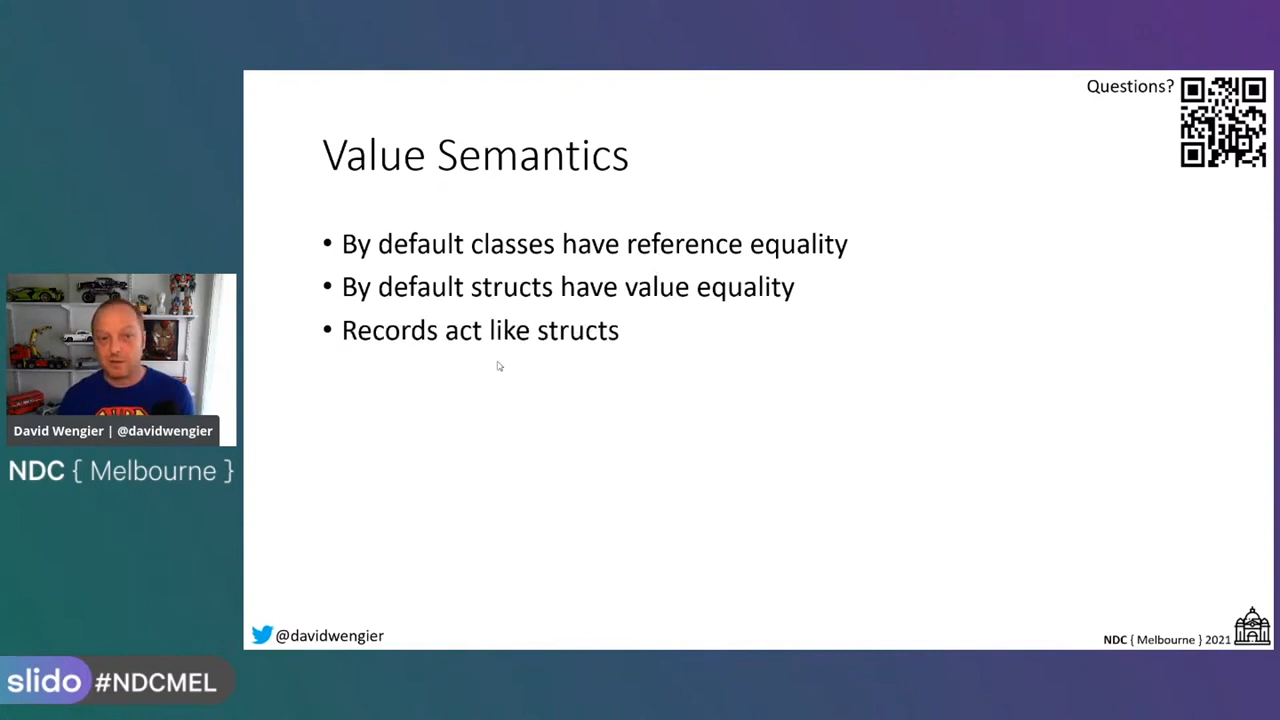 Questions?
Value Semantics
• By default classes have reference equality
• By default structs have value equality
• Records act like structs
David Wengier | @davidwengier
NDC { Melbourne }
@davidwengier
NDC { Melbourne } 2021
slido #NDCMEL